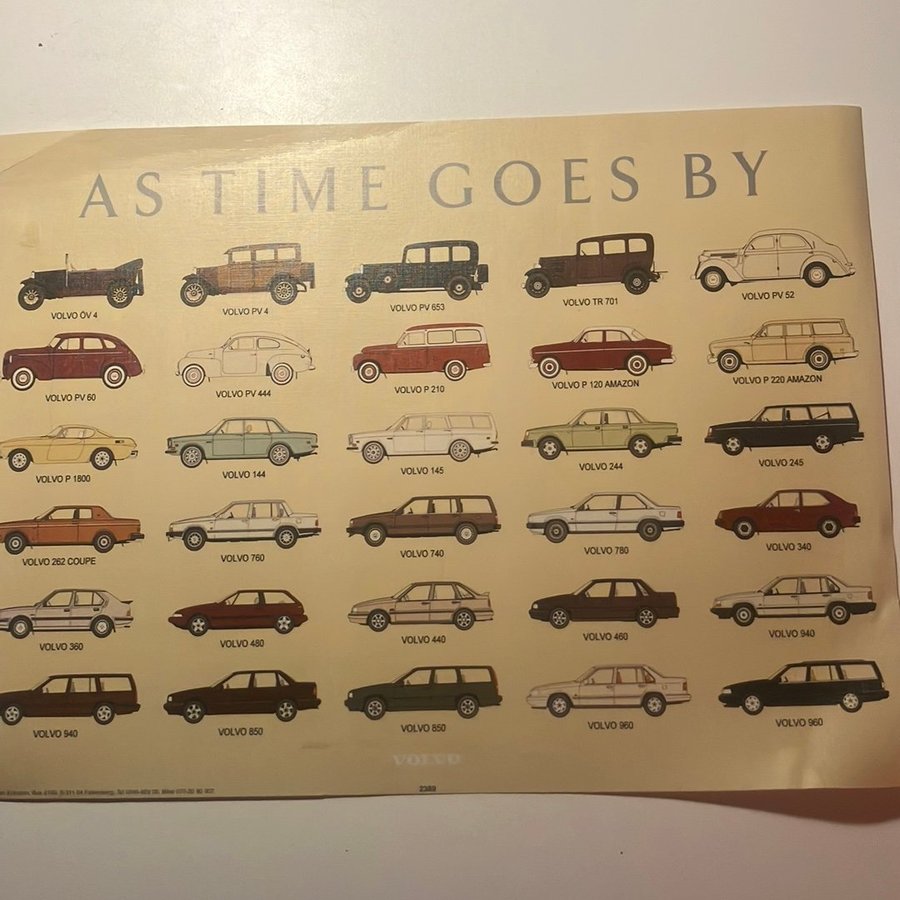 AS TIME GOES BY
VOLVO ÖV 4 VOLVO PV 4 VOLVO PV 653 VOLVO TR 701 VOLVO PV 52
VOLVO PV 60 VOLVO PV 444 VOLVO P 210 VOLVO P 120 AMAZON VOLVO P 220 AMAZON
VOLVO P 1800 VOLVO 144 VOLVO 145 VOLVO 244 VOLVO 245
VOLVO 262 COUPE VOLVO 760 VOLVO 740 VOLVO 780 VOLVO 340
VOLVO 360 VOLVO 480 VOLVO 440 VOLVO 460 VOLVO 940
VOLVO 940 VOLVO 850 VOLVO 850 VOLVO 960 VOLVO 960
VOLVO
2389